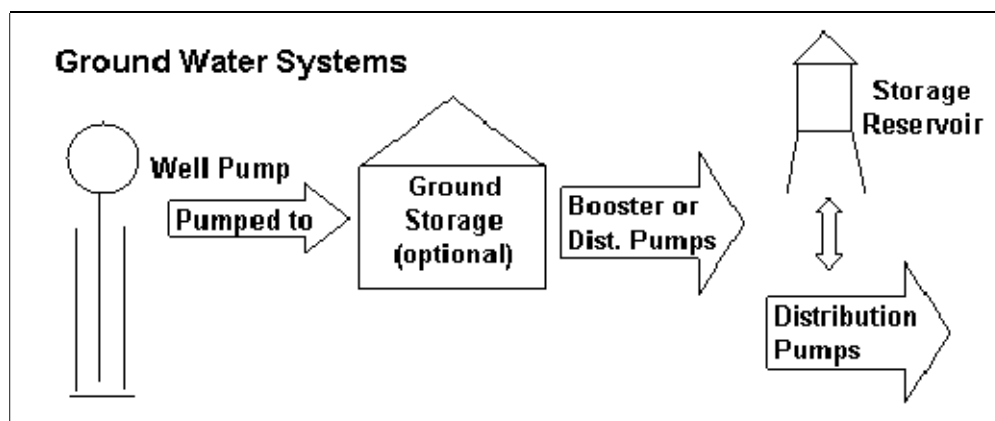 Ground Water Systems
Well Pump
Pumped to
Ground
Storage
(optional)
Booster or
Dist. Pumps
Storage
Reservoir
Distribution
Pumps